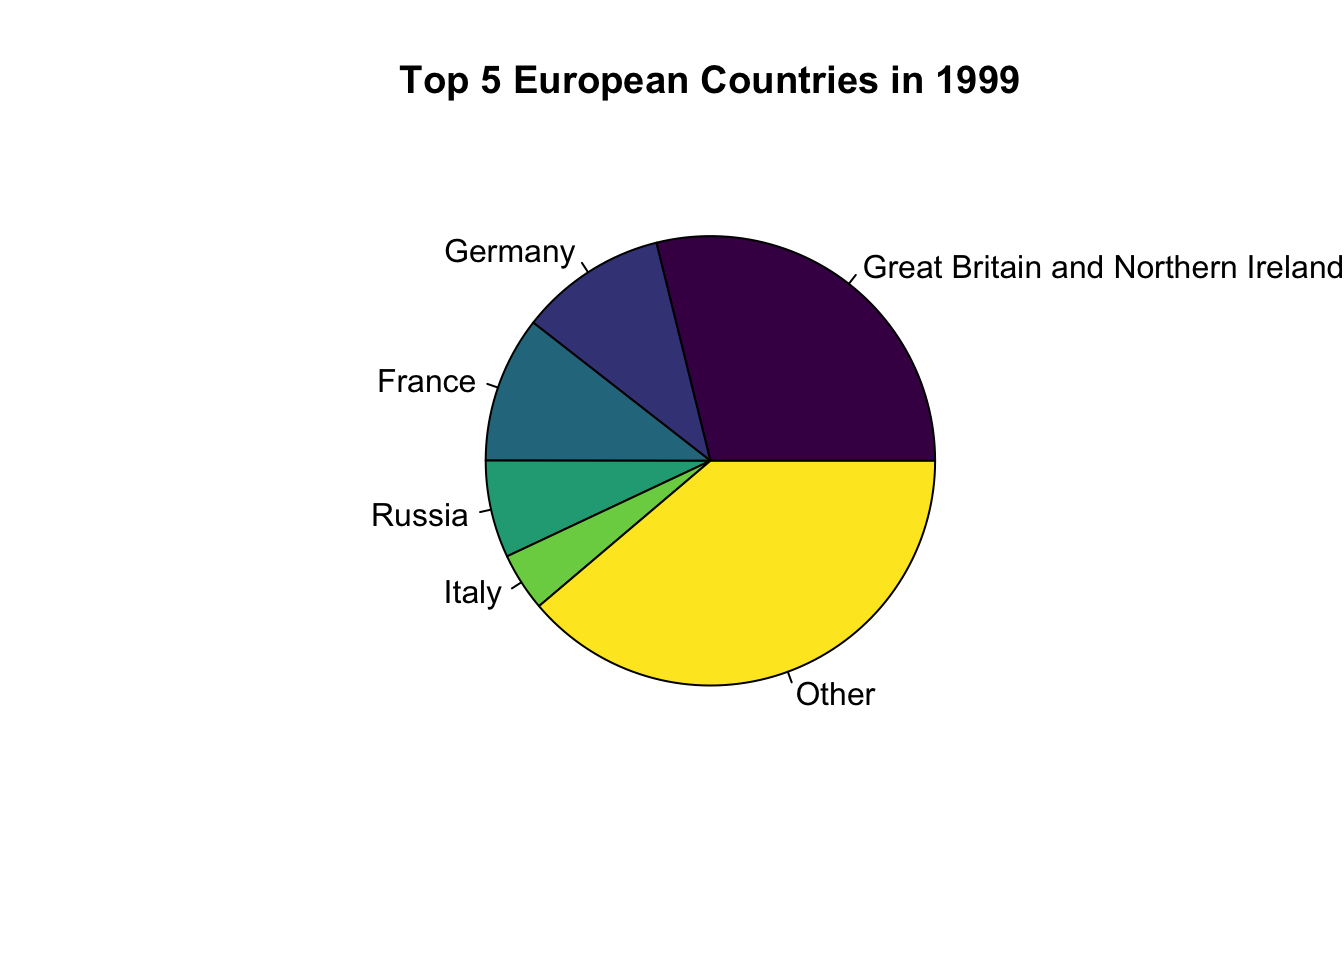 Top 5 European Countries in 1999
Germany
Great Britain and Northern Ireland
France
Russia
Italy
Other